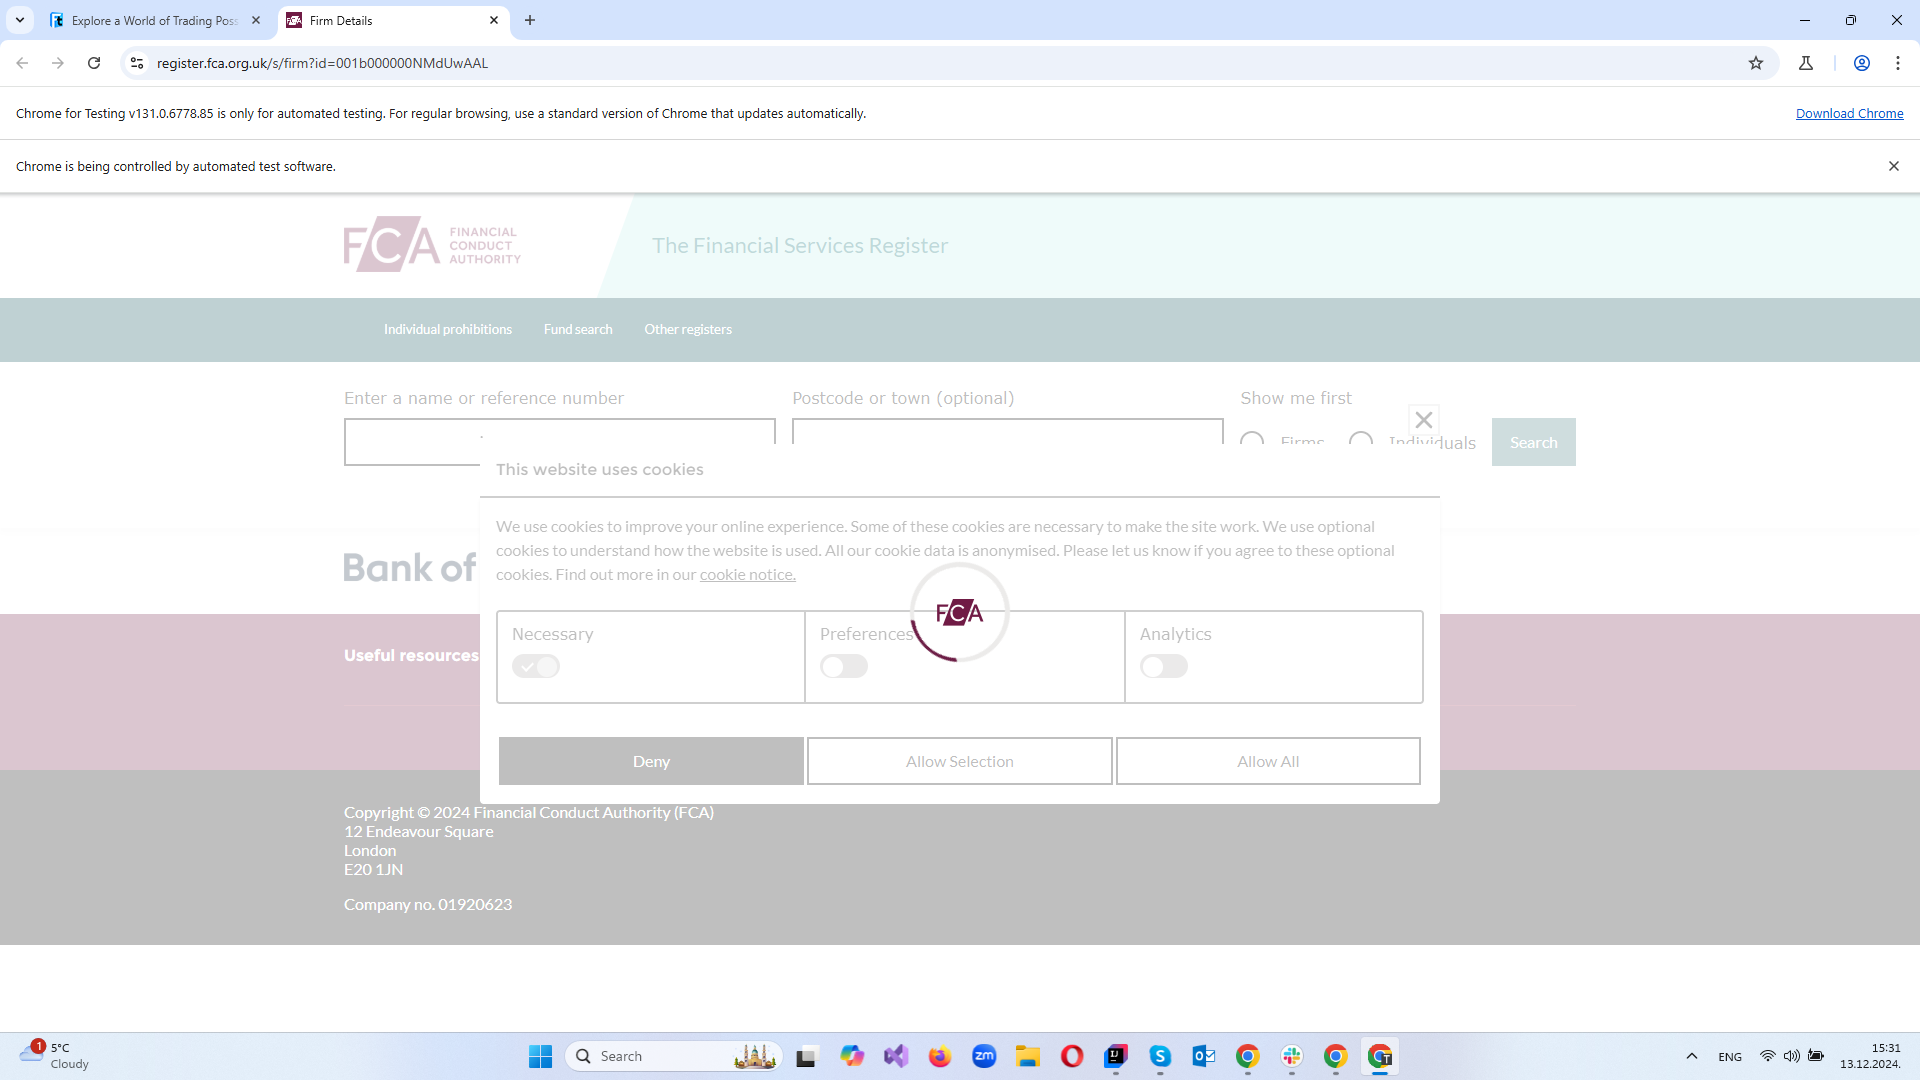 Explore a World of Trading Poss
Firm Details
register.fca.org.uk/s/firm?id=001b000000NMdUwAAL
Chrome for Testing v131.0.6778.85 is only for automated testing. For regular browsing, use a standard version of Chrome that updates automatically.
Download Chrome
Chrome is being controlled by automated test software.
FCA FINANCIAL
CONDUCT
AUTHORITY
The Financial Services Register
Individual prohibitions
Fund search
Other registers
Enter a name or reference number
Postcode or town (optional)
Show me first
Firms
Individuals
Search
This website uses cookies
We use cookies to improve your online experience. Some of these cookies are necessary to make the site work. We use optional
cookies to understand how the website is used. All our cookie data is anonymised. Please let us know if you agree to these optional
cookies. Find out more in our cookie notice.
Bank of
FCA
Necessary
Preferences
Analytics
Useful resources
Deny
Allow Selection
Allow All
Copyright © 2024 Financial Conduct Authority (FCA)
12 Endeavour Square
London
E20 1JN
Company no. 01920623
1
5°C
Cloudy
Search
zm
ENG
15:31
13.12.2024.